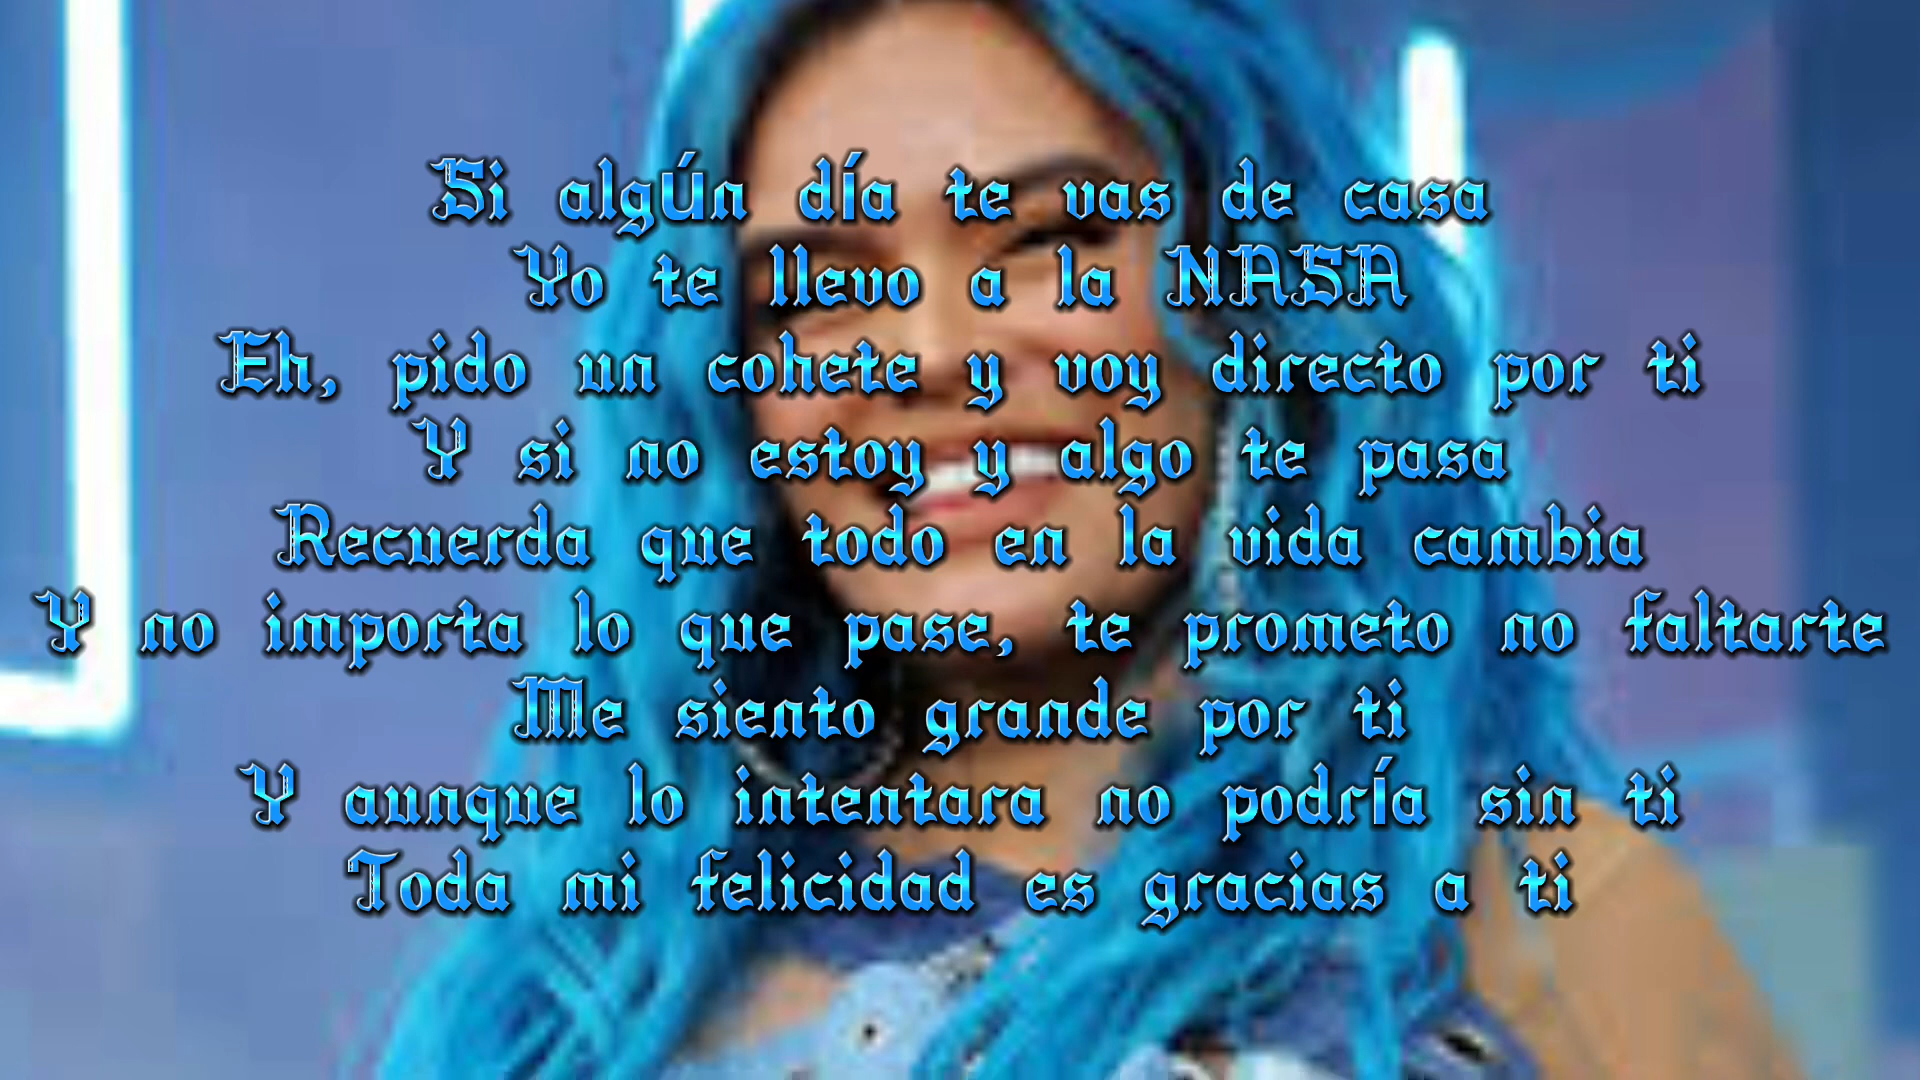 Si algún día te vas de casa
Yo te llevo a la NASA
Eh, pido un cohete y voy directo por ti
Y si no estoy y algo te pasa
Recuerda que todo en la vida cambia
Y no importa lo que pase, te prometo no faltarte
Me siento grande por ti
Y aunque lo intentara no podría sin ti
Toda mi felicidad es gracias a ti